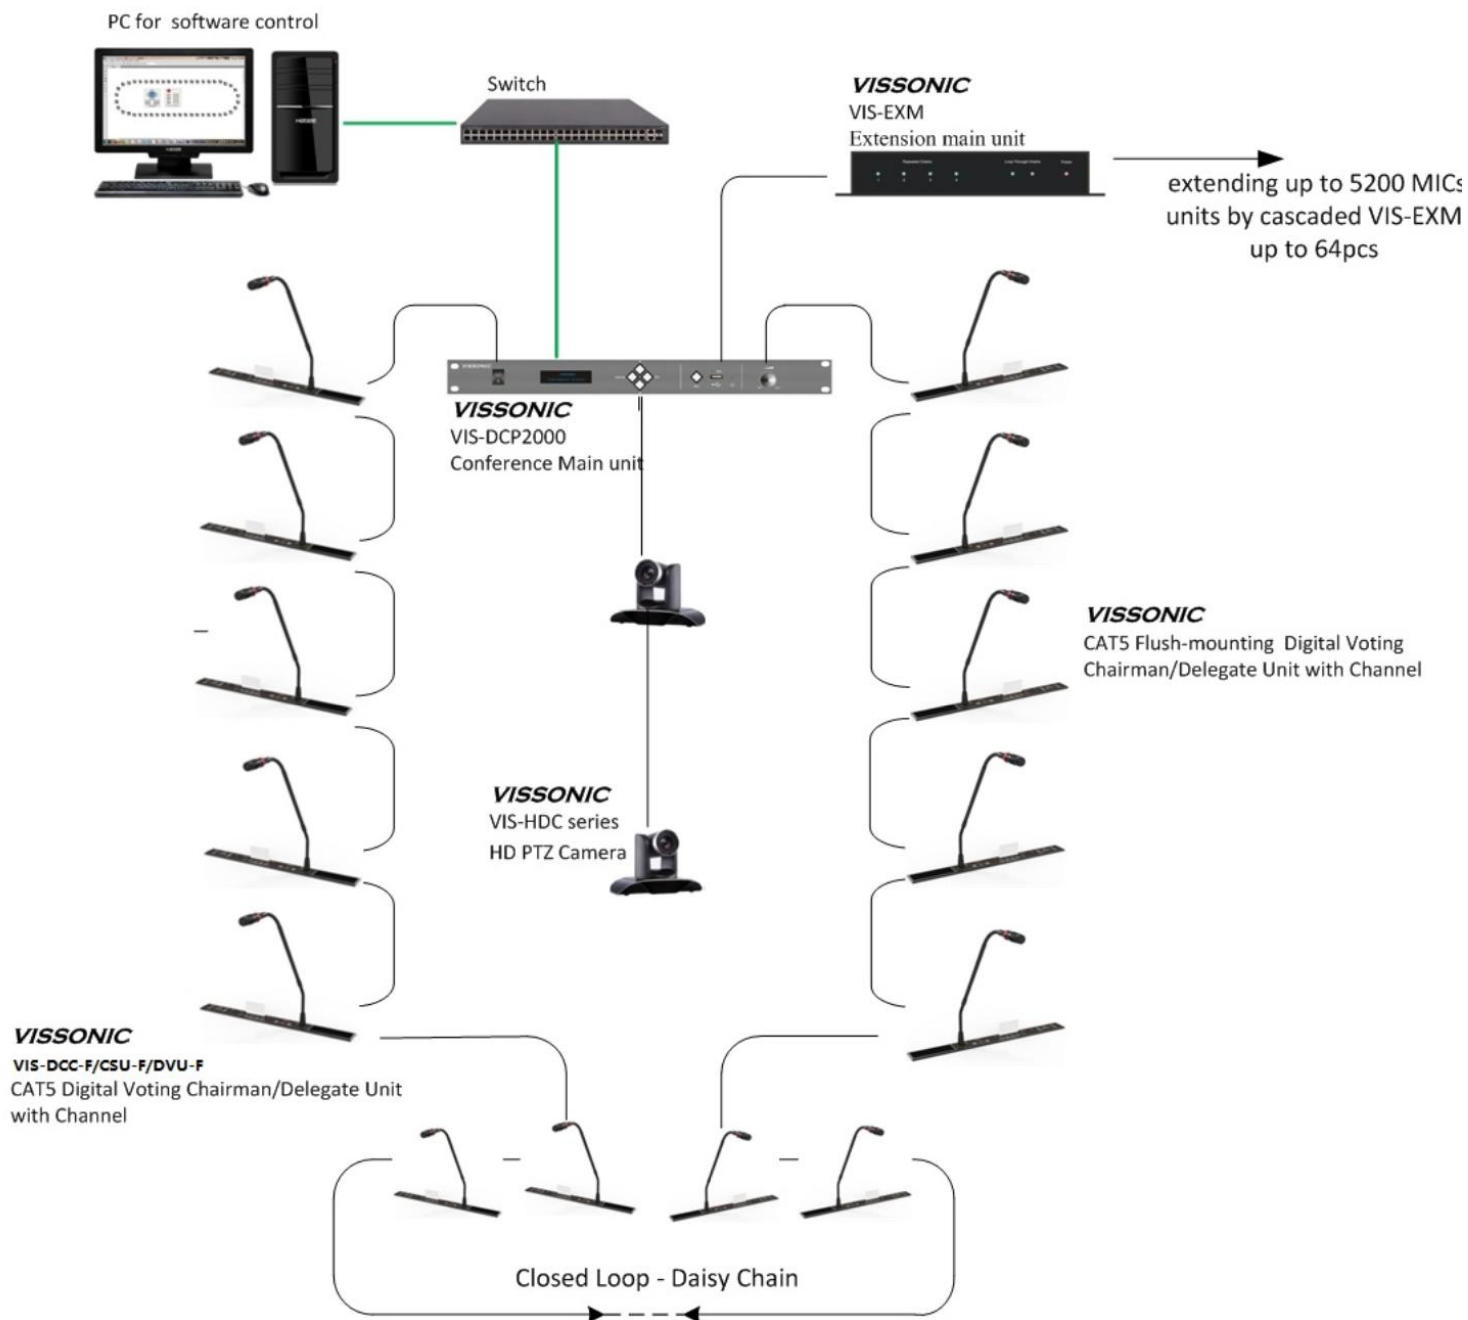 PC for software control
Switch
VISSONIC
VIS-EXM
Extension main unit
extending up to 5200 MICs
units by cascaded VIS-EXM
up to 64pcs
VISSONIC
VIS-DCP2000
Conference Main unit
VISSONIC
CAT5 Flush-mounting Digital Voting
Chairman/Delegate Unit with Channel
VISSONIC
VIS-HDC series
HD PTZ Camera
VISSONIC
VIS-DCC-F/CSU-F/DVU-F
CAT5 Digital Voting Chairman/Delegate Unit
with Channel
Closed Loop - Daisy Chain